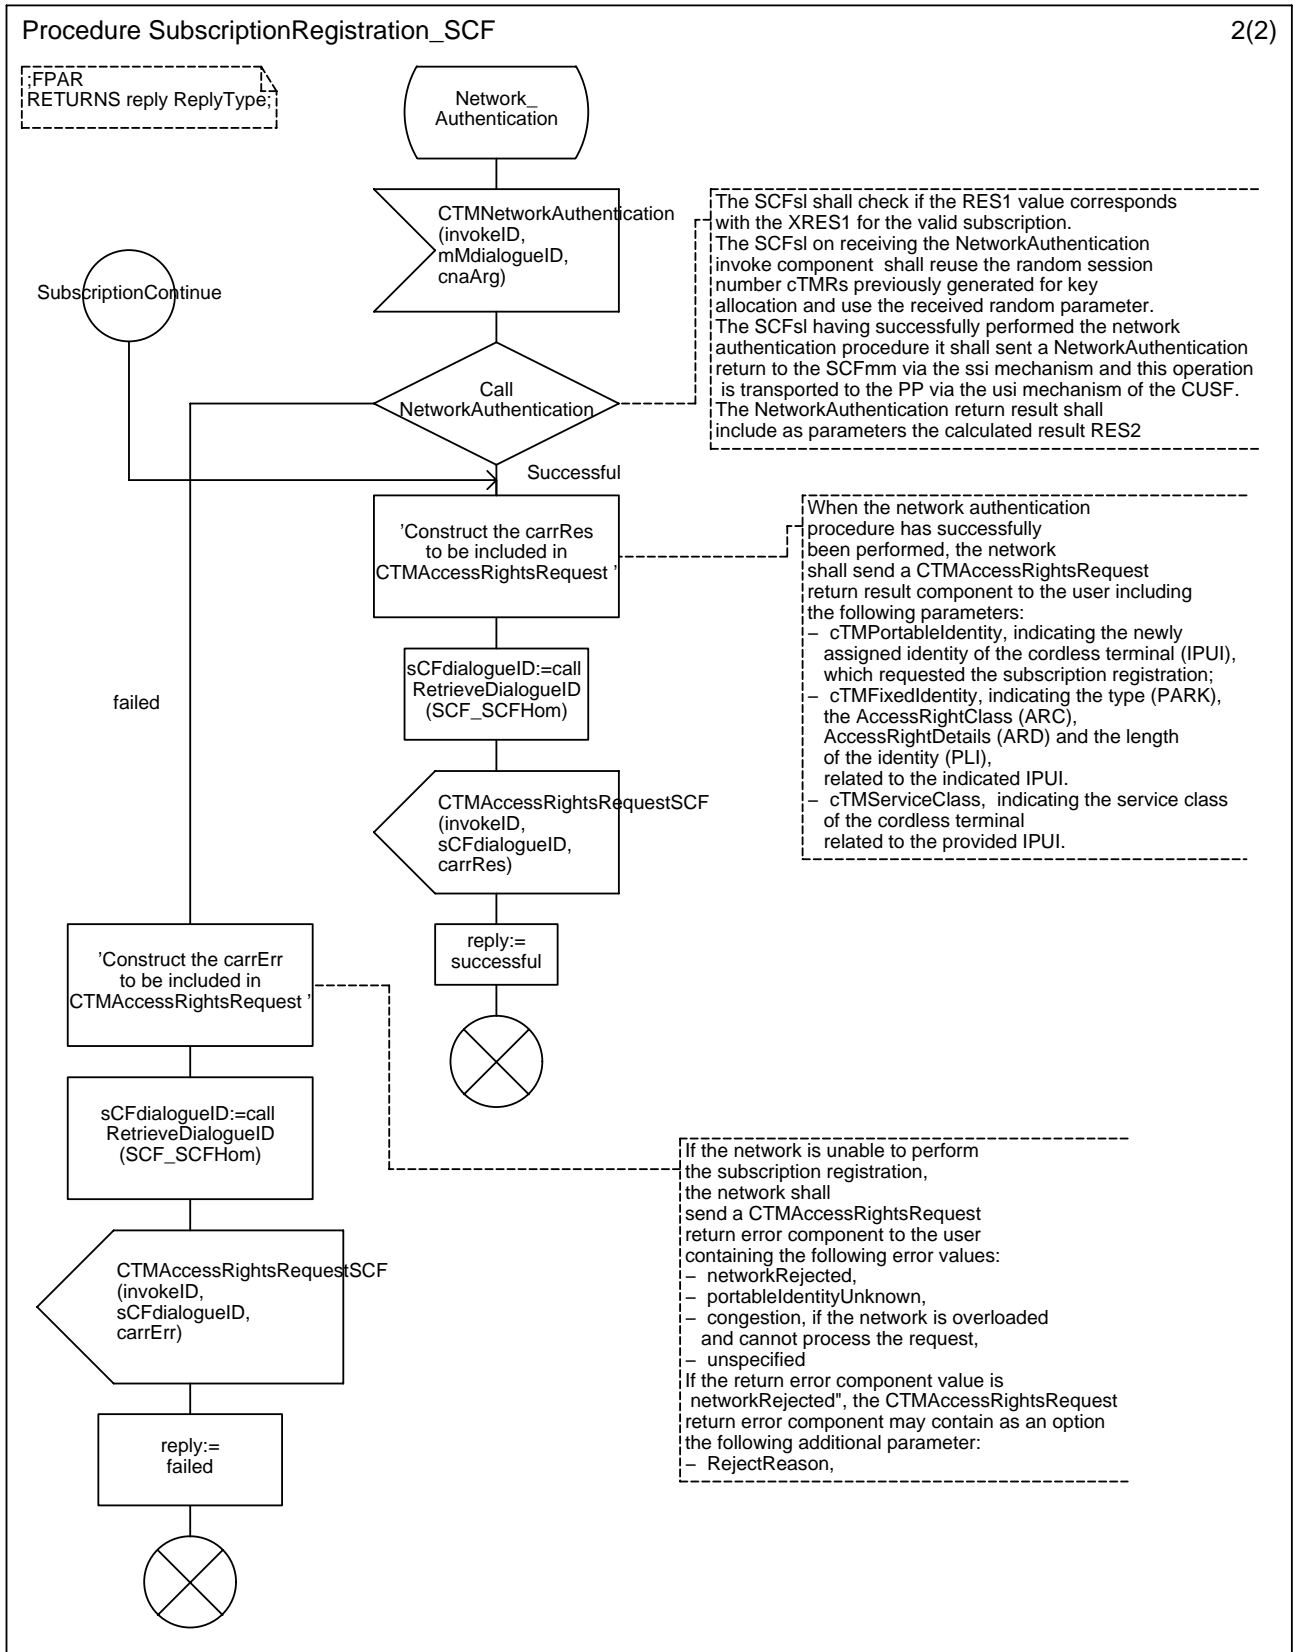 Procedure SubscriptionRegistration_SCF
2(2)
;FPAR
RETURNS reply ReplyType;
Network_
Authentication
CTMNetworkAuthentication
(invokeID,
mMdialogueID,
cnaArg)
The SCFsl shall check if the RES1 value corresponds
with the XRES1 for the valid subscription.
The SCFsl on receiving the NetworkAuthentication
invoke component shall reuse the random session
number cTMRs previously generated for key
allocation and use the received random parameter.
The SCFsl having successfully performed the network
authentication procedure it shall sent a NetworkAuthentication
return to the SCFmm via the ssi mechanism and this operation
is transported to the PP via the usi mechanism of the CUSF.
The NetworkAuthentication return result shall
include as parameters the calculated result RES2
SubscriptionContinue
Call
NetworkAuthentication
Successful
'Construct the carrRes
to be included in
CTMAccessRightsRequest '
When the network authentication
procedure has successfully
been performed, the network
shall send a CTMAccessRightsRequest
return result component to the user including
the following parameters:
– cTMPortableIdentity, indicating the newly
assigned identity of the cordless terminal (IPUI),
which requested the subscription registration;
– cTMFixedIdentity, indicating the type (PARK),
the AccessRightClass (ARC),
AccessRightDetails (ARD) and the length
of the identity (PLI),
related to the indicated IPUI.
– cTMServiceClass, indicating the service class
of the cordless terminal
related to the provided IPUI.
sCFdialogueID:=call
RetrieveDialogueID
(SCF_SCFHom)
failed
CTMAccessRightsRequestSCF
(invokeID,
sCFdialogueID,
carrRes)
reply:=
successful
'Construct the carrErr
to be included in
CTMAccessRightsRequest '
sCFdialogueID:=call
RetrieveDialogueID
(SCF_SCFHom)
If the network is unable to perform
the subscription registration,
the network shall
send a CTMAccessRightsRequest
return error component to the user
containing the following error values:
– networkRejected,
– portableIdentityUnknown,
– congestion, if the network is overloaded
and cannot process the request,
– unspecified
If the return error component value is
networkRejected", the CTMAccessRightsRequest
return error component may contain as an option
the following additional parameter:
– RejectReason,
CTMAccessRightsRequestSCF
(invokeID,
sCFdialogueID,
carrErr)
reply:=
failed